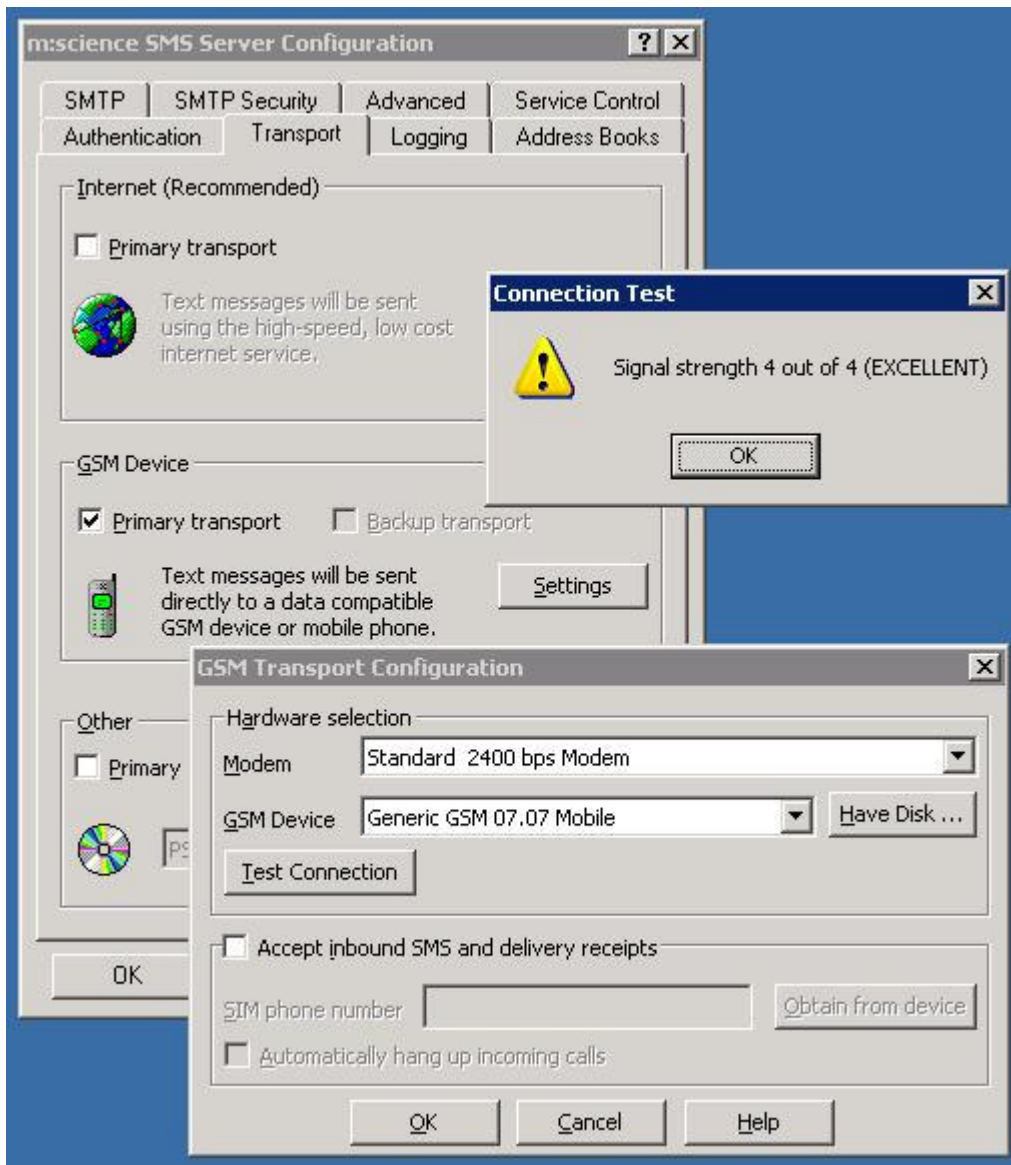 m:science SMS Server Configuration
SMTP
SMTP Security
Advanced
Service Control
Authentication
Transport
Logging
Address Books
Internet (Recommended)
Primary transport
Text messages will be sent
using the high-speed, low cost
internet service.
Connection Test
Signal strength 4 out of 4 (EXCELLENT)
OK
GSM Device
Primary transport
Backup transport
Text messages will be sent
directly to a data compatible
GSM device or mobile phone.
Settings
Other
Primary
OK
GSM Transport Configuration
Hardware selection
Modem
Standard 2400 bps Modem
GSM Device
Generic GSM 07.07 Mobile
Have Disk ...
Test Connection
Accept inbound SMS and delivery receipts
SIM phone number
Obtain from device
Automatically hang up incoming calls
OK
Cancel
Help